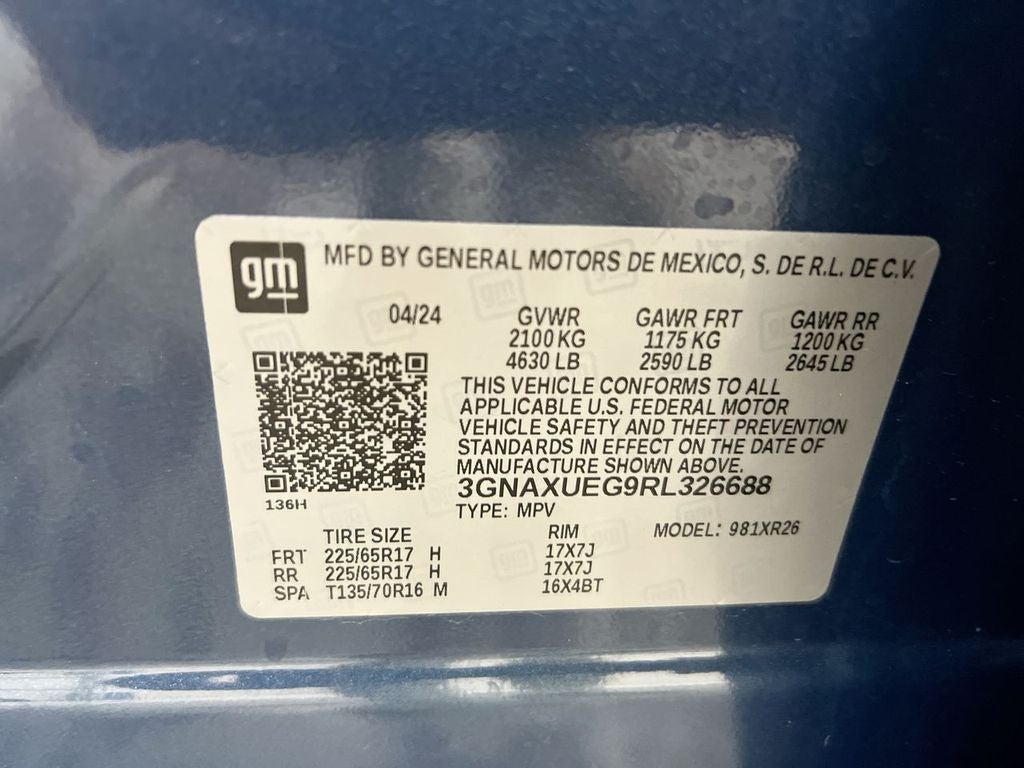 gm MFD BY GENERAL MOTORS DE MEXICO, S. DE R.L. DE C.V.
04/24 GVWR GAWR FRT GAWR RR
2100 KG 1175 KG 1200 KG
4630 LB 2590 LB 2645 LB
THIS VEHICLE CONFORMS TO ALL
APPLICABLE U.S. FEDERAL MOTOR
VEHICLE SAFETY AND THEFT PREVENTION
STANDARDS IN EFFECT ON THE DATE OF
MANUFACTURE SHOWN ABOVE.
3GNAXUEG9RL326688
136H TYPE: MPV
TIRE SIZE RIM MODEL: 981XR26
FRT 225/65R17 H 17X7J
RR 225/65R17 H 17X7J
SPA T135/70R16 M 16X4BT